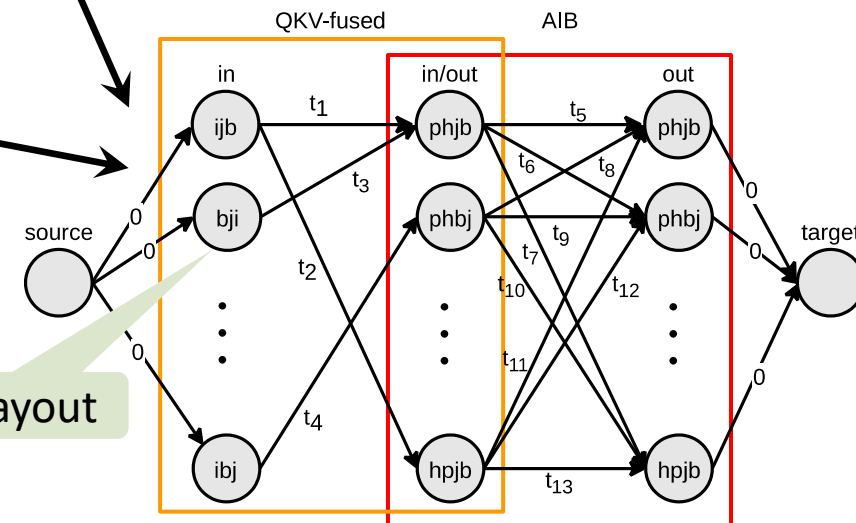 QKV-fused AIB
in in/out out
ijb t1 phjb t5 phjb
t3 t6 t8
0
bji phbj phbj
0 t9 0
source target
0
t2 t7
t10 t12
0
t11
0
ayout
t4
ibj hpjb hpjb
t13